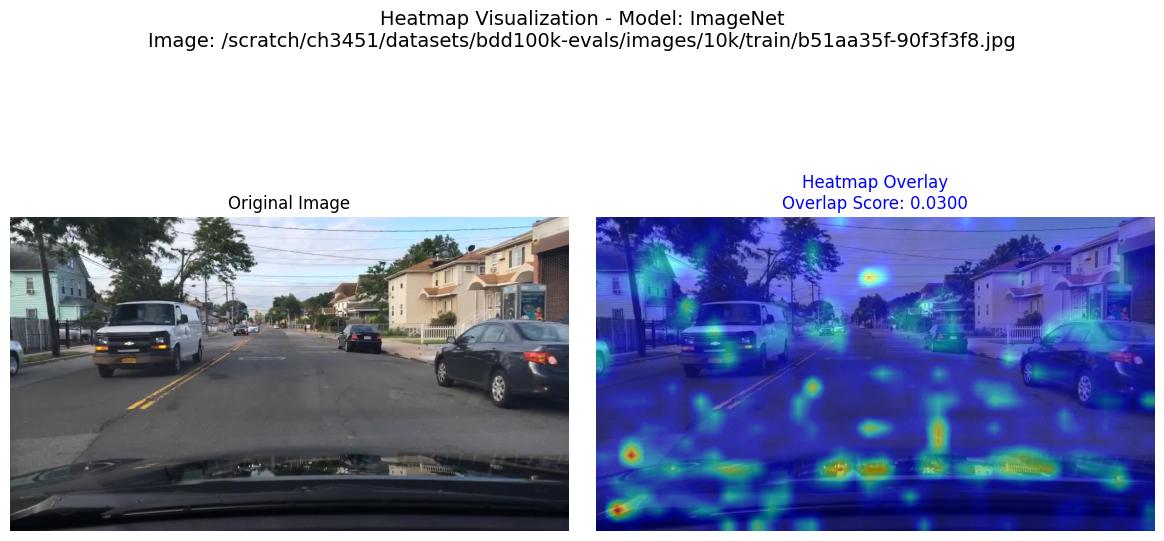 Heatmap Visualization - Model: ImageNet
Image: /scratch/ch3451/datasets/bdd100k-evals/images/10k/train/b51aa35f-90f3f3f8.jpg
Original Image
Heatmap Overlay
Overlap Score: 0.0300